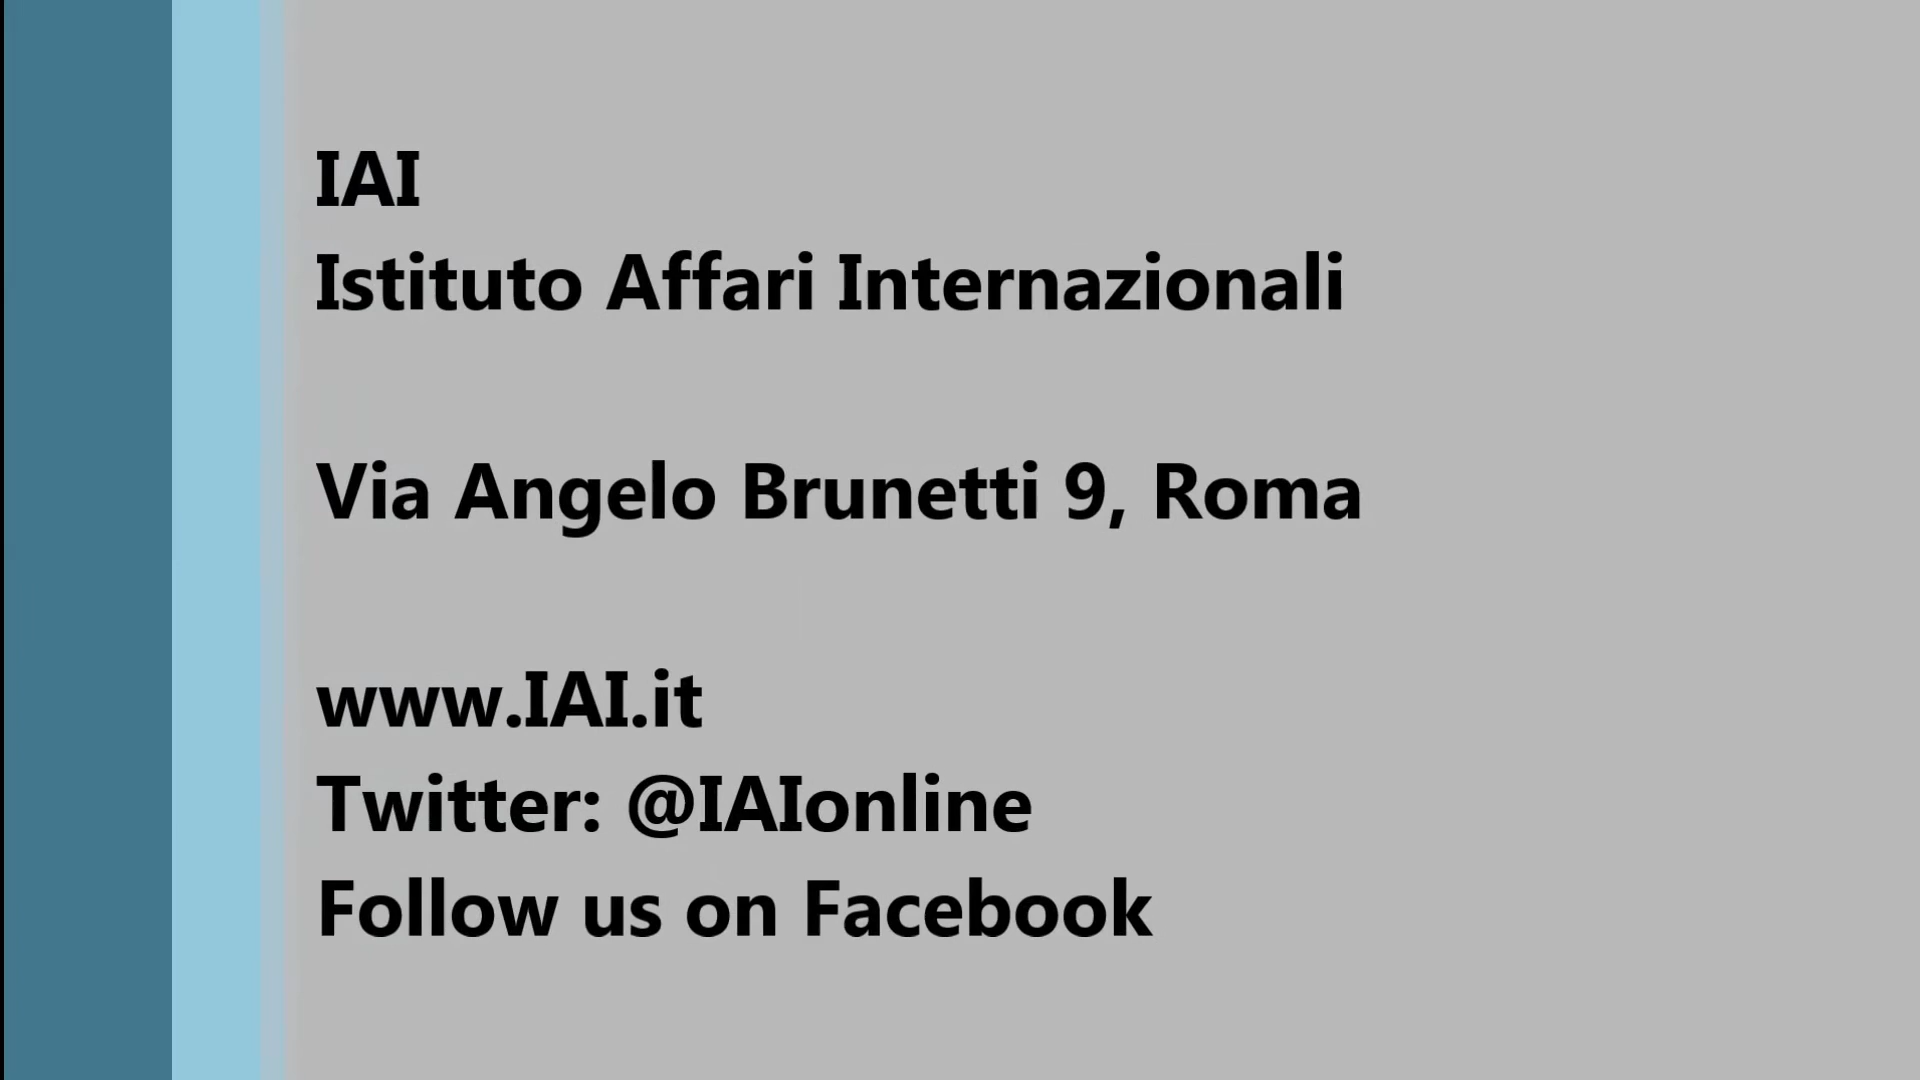 IAI
Istituto Affari Internazionali
Via Angelo Brunetti 9, Roma
www.IAI.it
Twitter: @IAIonline
Follow us on Facebook